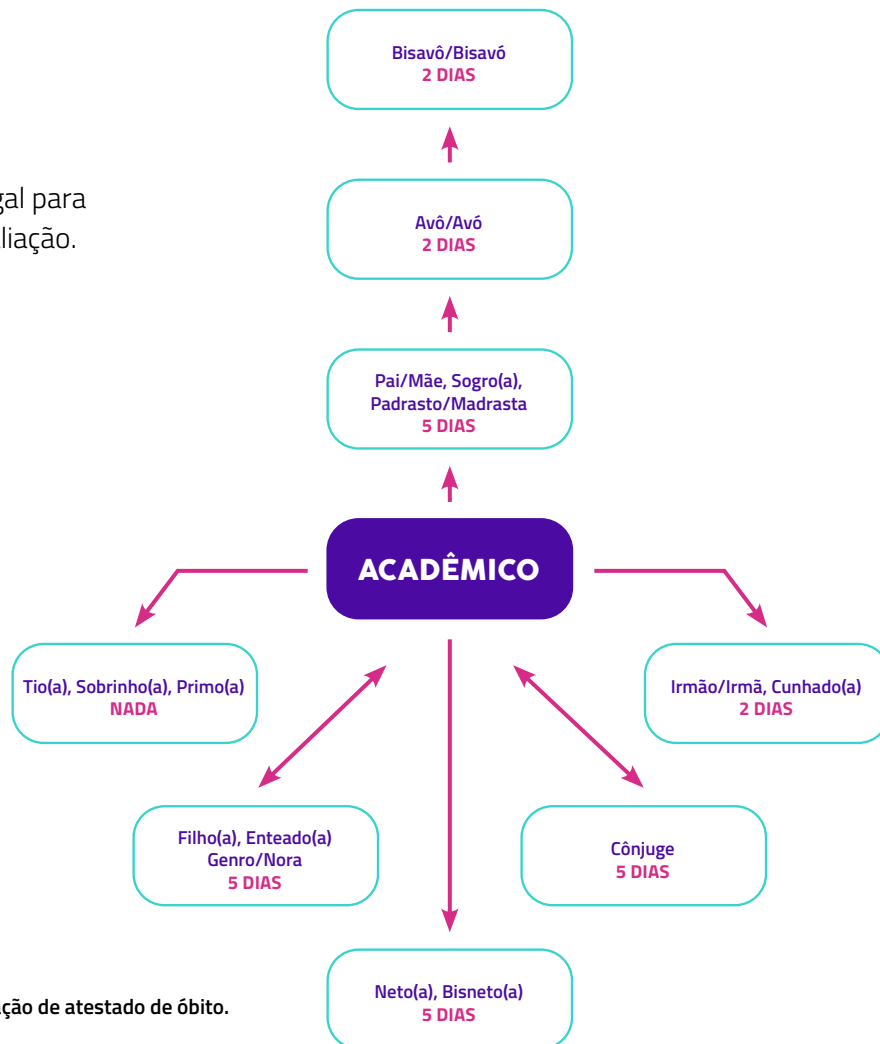 Bisavô/Bisavó
2 DIAS
gal para
liação.
Avô/Avó
2 DIAS
Pai/Mãe, Sogro(a),
Padrasto/Madrasta
5 DIAS
ACADÊMICO
Tio(a), Sobrinho(a), Primo(a)
NADA
Irmão/Irmã, Cunhado(a)
2 DIAS
Filho(a), Enteado(a)
Genro/Nora
5 DIAS
Cônjuge
5 DIAS
Neto(a), Bisneto(a)
5 DIAS
ação de atestado de óbito.